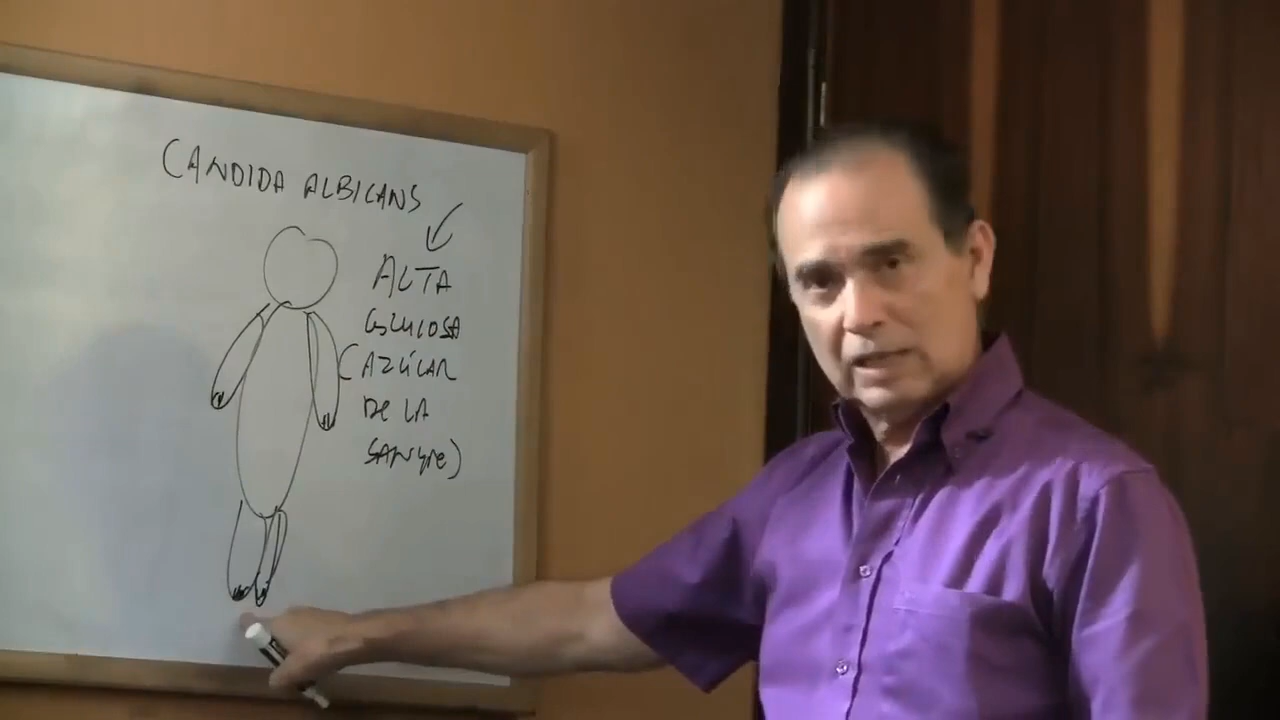 CANDIDA ALBICANS
ALTA
GLUCOSA
(AZÚCAR
DE LA
SANGRE)